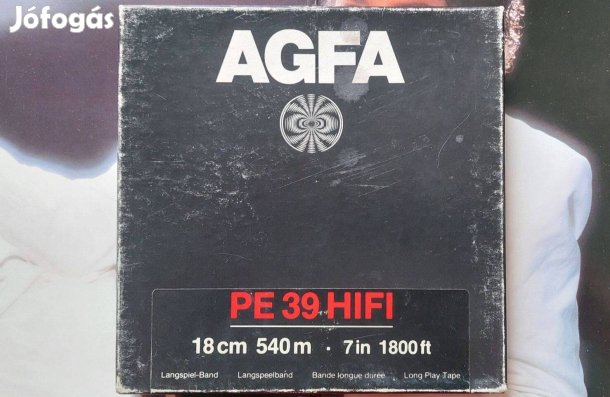 Jófogás
AGFA
PE 39 HIFI
18 cm 540 m · 7 in 1800 ft
Langspiel-Band Langspeelband Bande longue durée Long Play Tape